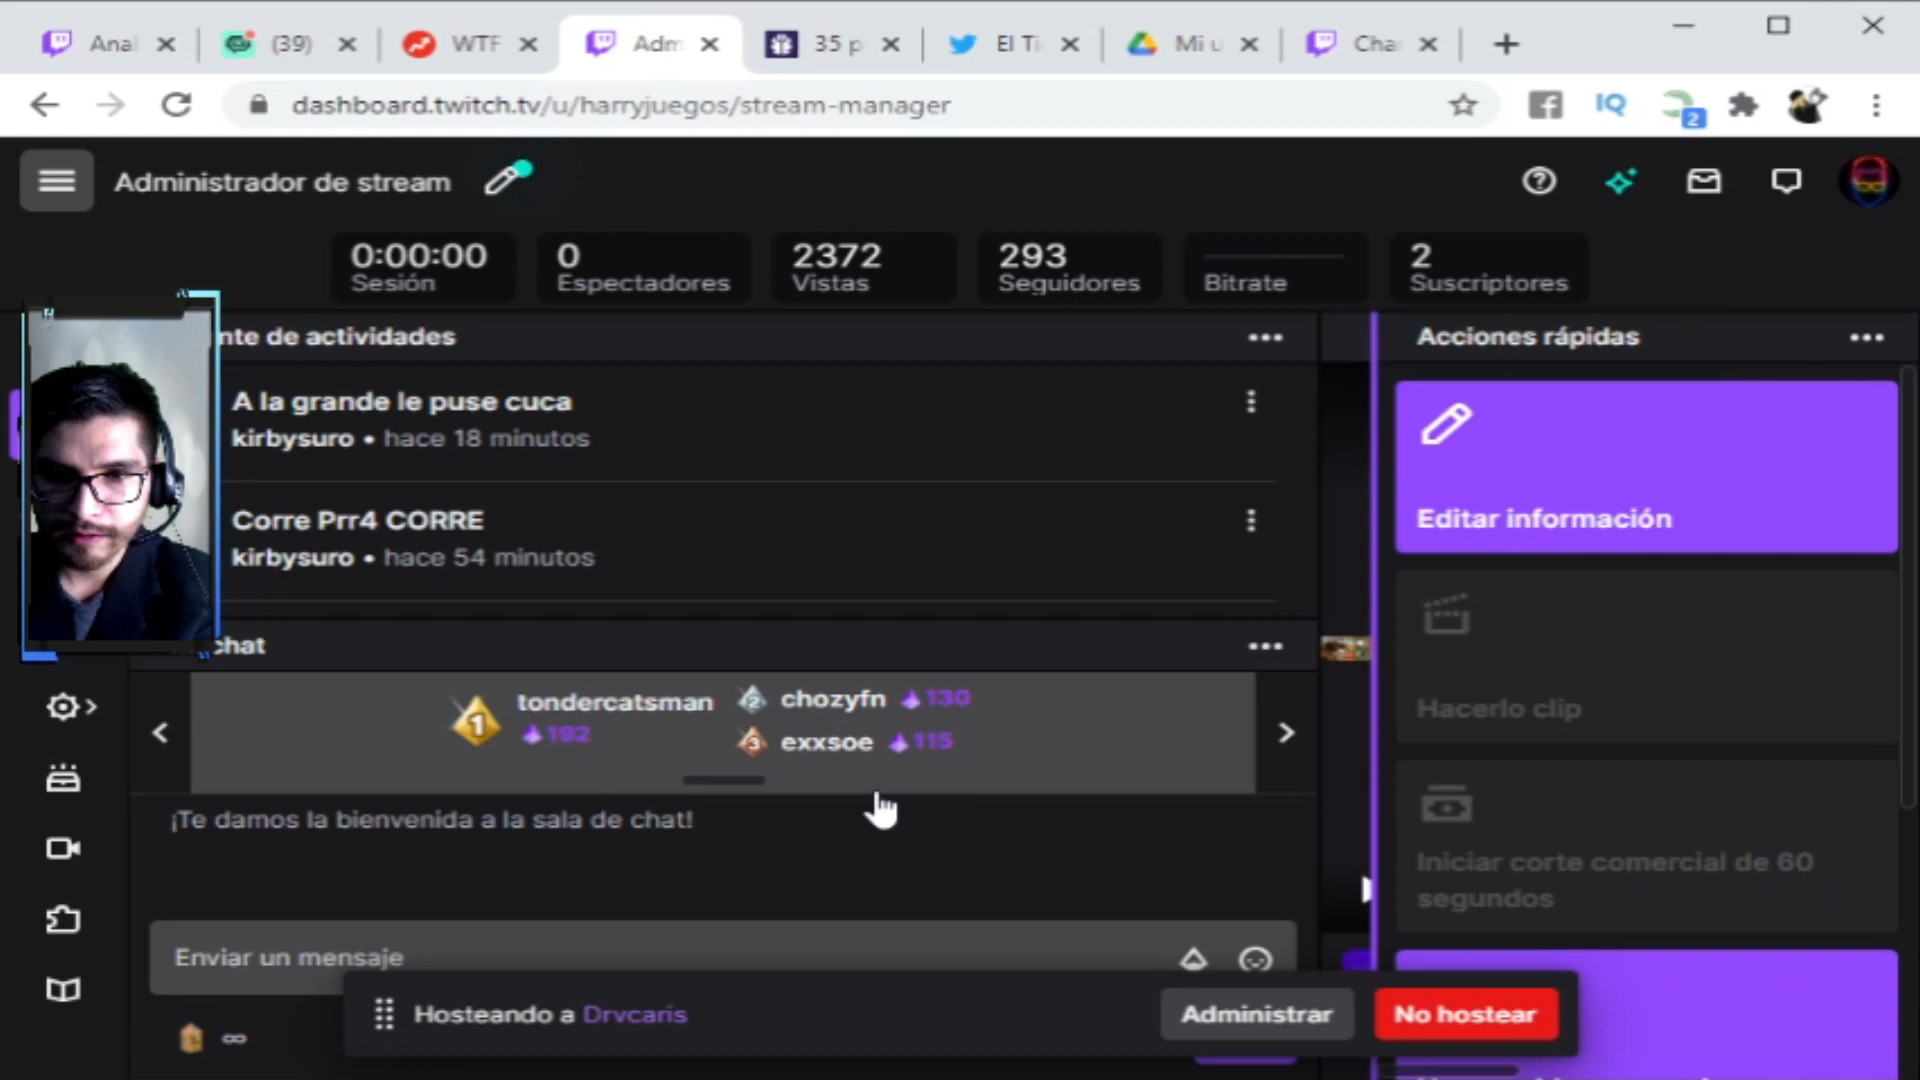 Anal
(39)
WTF
Adm
35 p
El Ti
Mi u
Cha
dashboard.twitch.tv/u/harryjuegos/stream-manager
IQ
2
Administrador de stream
0:00:00
Sesión
0
Espectadores
2372
Vistas
293
Seguidores
Bitrate
2
Suscriptores
nte de actividades
A la grande le puse cuca
kirbysuro • hace 18 minutos
Corre Prr4 CORRE
kirbysuro • hace 54 minutos
chat
1
tondercatsman
192
2 chozyfn 130
3 exxsoe 115
¡Te damos la bienvenida a la sala de chat!
Enviar un mensaje
∞
Hosteando a Drvcaris
Administrar
No hostear
Acciones rápidas
Editar información
Hacerlo clip
Iniciar corte comercial de 60
segundos